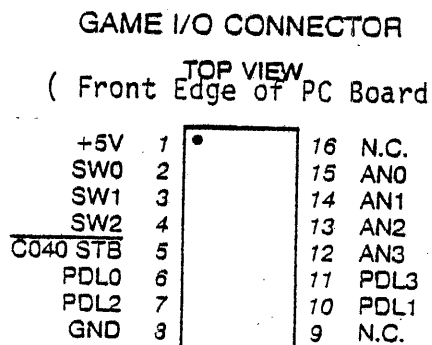 GAME I/O CONNECTOR
TOP VIEW
( Front Edge of PC Board
+5V 1 16 N.C.
SW0 2 15 AN0
SW1 3 14 AN1
SW2 4 13 AN2
C040 STB 5 12 AN3
PDL0 6 11 PDL3
PDL2 7 10 PDL1
GND 8 9 N.C.